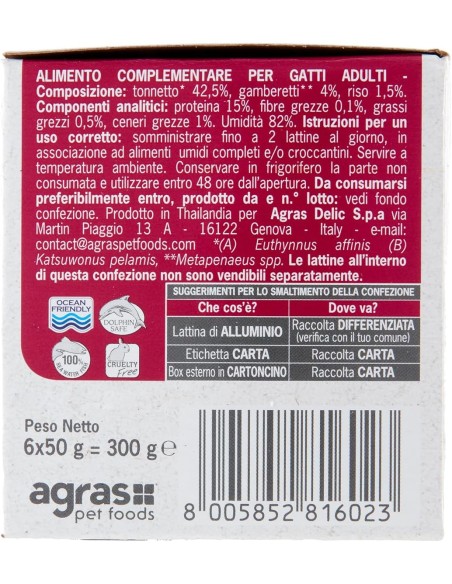 ALIMENTO COMPLEMENTARE PER GATTI ADULTI -
Composizione: tonnetto* 42,5%, gamberetti** 4%, riso 1,5%.
Componenti analitici: proteina 15%, fibre grezze 0,1%, grassi
grezzi 0,5%, ceneri grezze 1%. Umidità 82%. Istruzioni per un
uso corretto: somministrare fino a 2 lattine al giorno, in
associazione ad alimenti umidi completi e/o croccantini. Servire a
temperatura ambiente. Conservare in frigorifero la parte non
consumata e utilizzare entro 48 ore dall'apertura. Da consumarsi
preferibilmente entro, prodotto da e n.° lotto: vedi fondo
confezione. Prodotto in Thailandia per Agras Delic S.p.a via
Martin Piaggio 13 A - 16122 Genova - Italy - e-mail:
contact@agraspetfoods.com *(A) Euthynnus affinis (B)
Katsuwonus pelamis, **Metapenaeus spp. Le lattine all'interno
di questa confezione non sono vendibili separatamente.
OCEAN
FRIENDLY
DOLPHIN
SAFE
100%
SEA WATER FISH
CRUELTY
Free
SUGGERIMENTI PER LO SMALTIMENTO DELLA CONFEZIONE
Che cos'è? Dove va?
Lattina di ALLUMINIO Raccolta DIFFERENZIATA
(verifica con il tuo comune)
Etichetta CARTA Raccolta CARTA
Box esterno in CARTONCINO Raccolta CARTA
Peso Netto
6x50 g = 300 g e
agras
pet foods
8 005852 816023